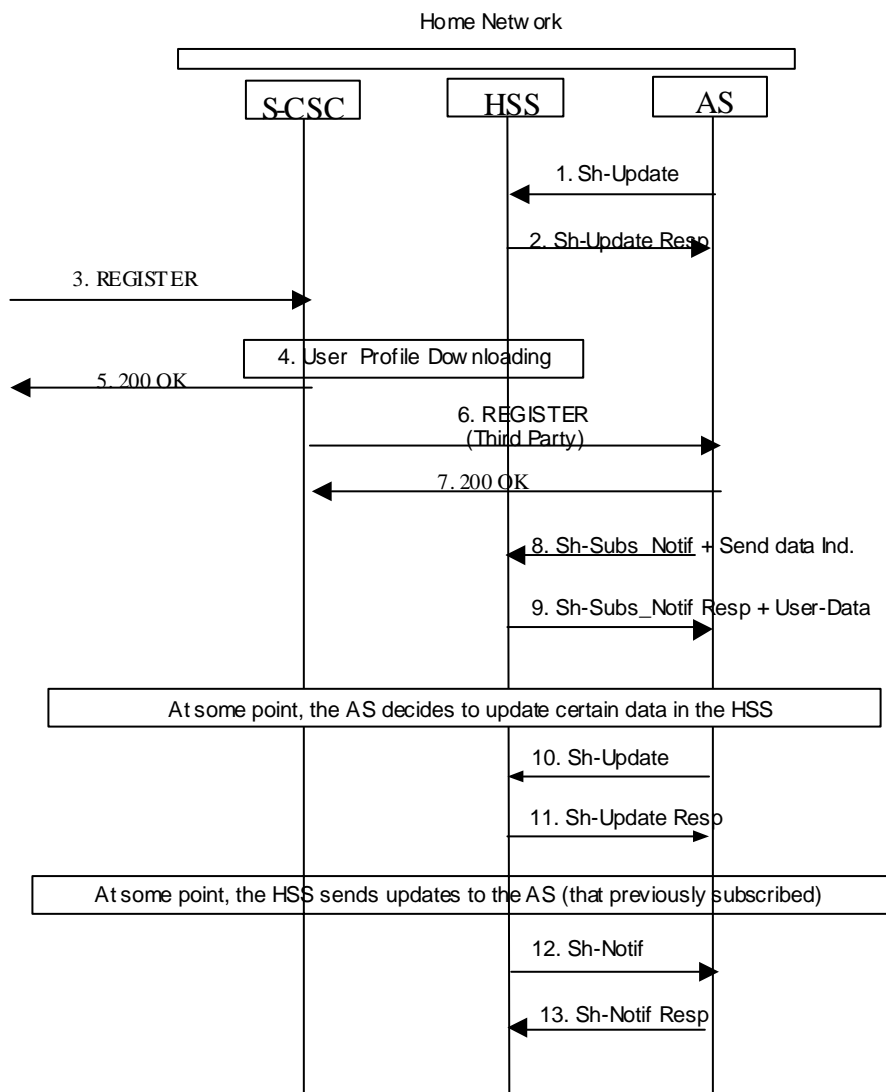 Home Network
S-CSC HSS AS
1. Sh-Update
2. Sh-Update Resp
3. REGISTER
4. User Profile Downloading
5. 200 OK
6. REGISTER
(Third Party)
7. 200 OK
8. Sh-Subs_Notif + Send data Ind.
9. Sh-Subs_Notif Resp + User-Data
At some point, the AS decides to update certain data in the HSS
10. Sh-Update
11. Sh-Update Resp
At some point, the HSS sends updates to the AS (that previously subscribed)
12. Sh-Notif
13. Sh-Notif Resp